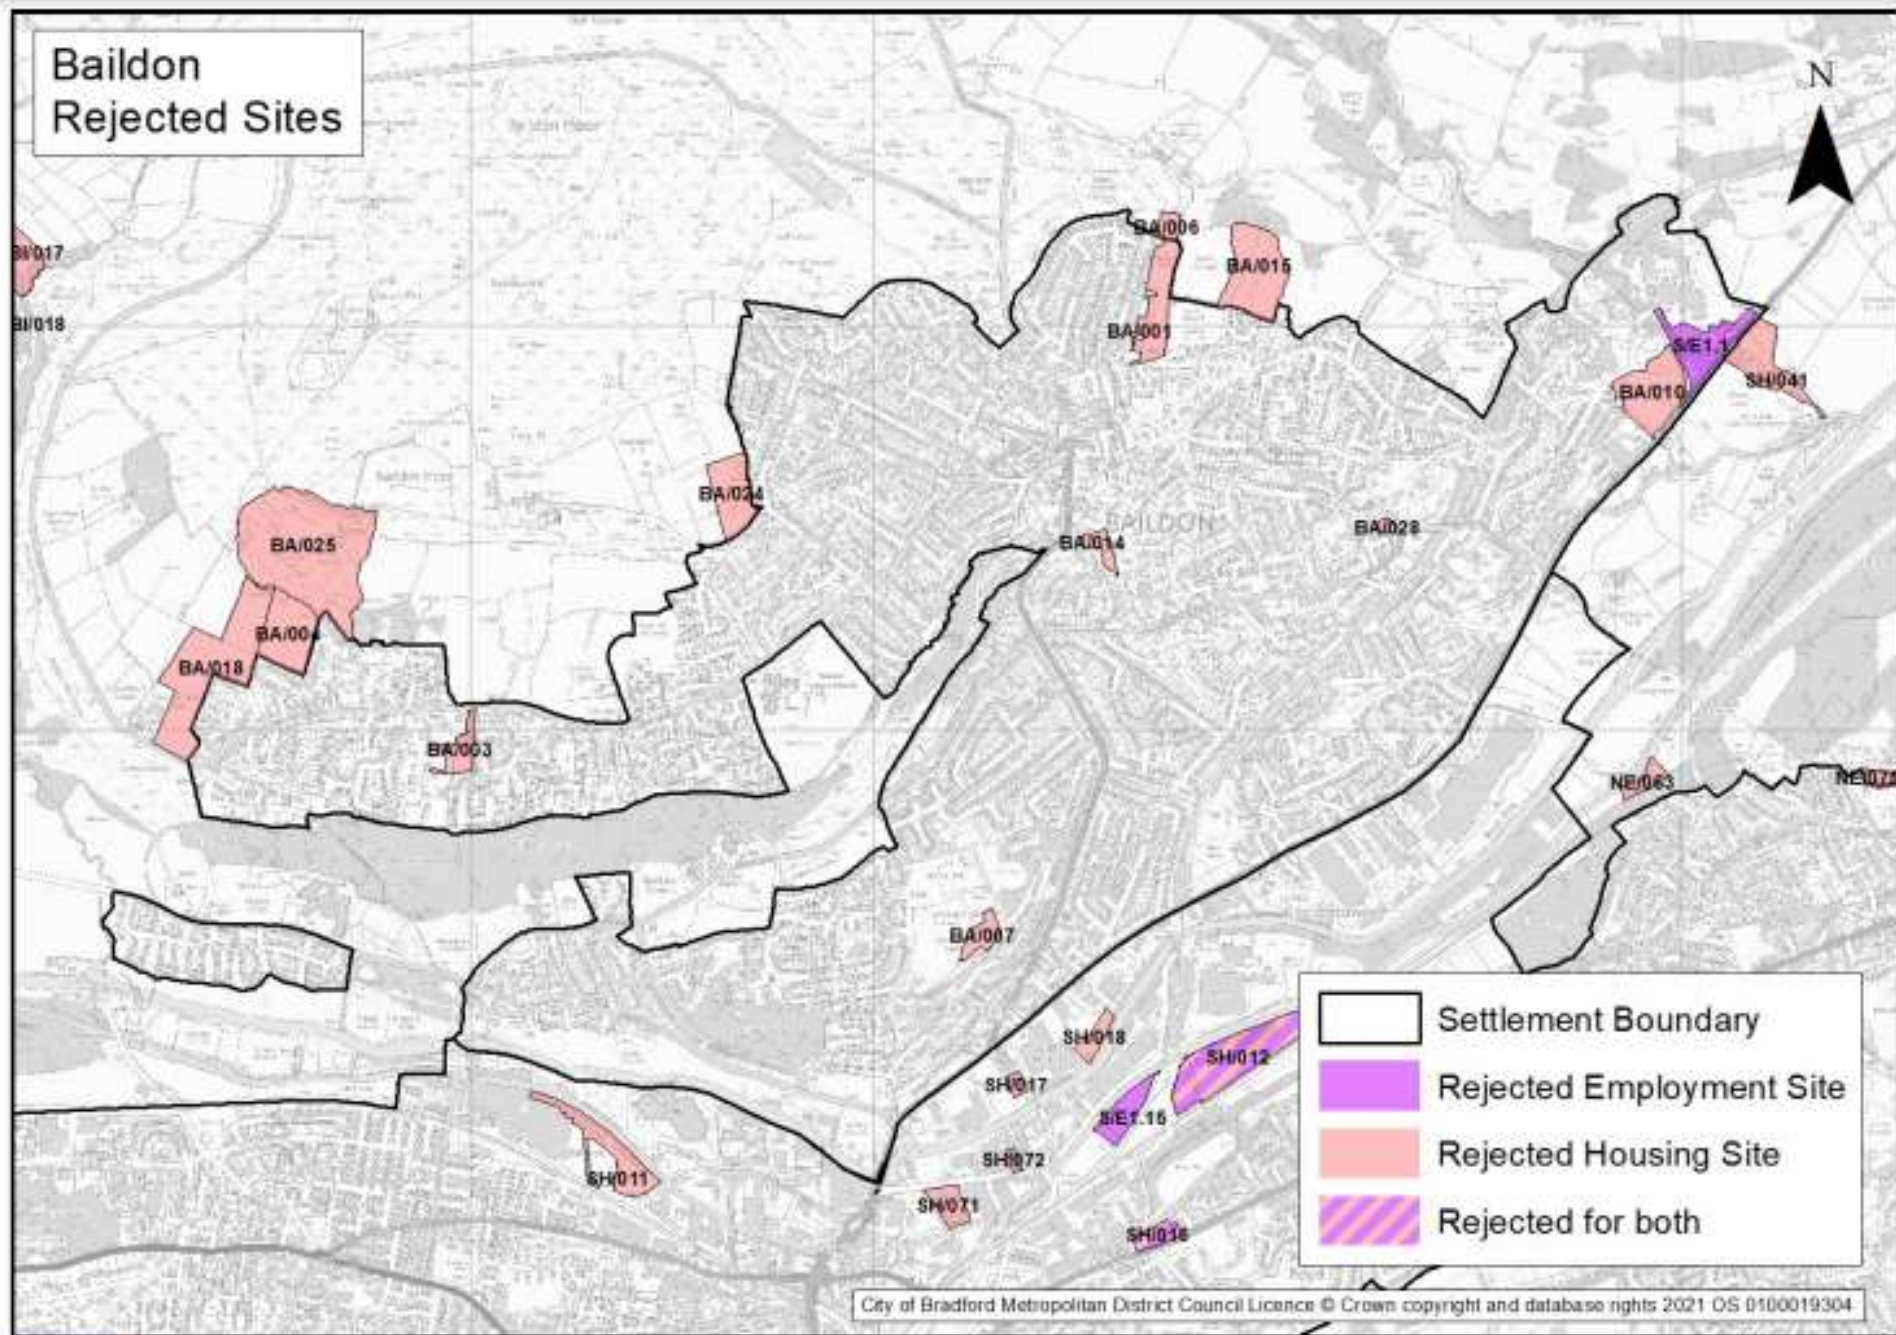 Baildon
Rejected Sites
N
BA/006
BI/017
BA/015
BI/018
BA/001
S/E1.1
SH/041
BA/010
BA/024
BAILDON
BA/028
BA/014
BA/025
BA/004
BA/018
BA/003
NE/063
BA/007
SH/018
SH/012
SH/017
S/E1.15
SH/072
SH/011
SH/071
SH/016
Settlement Boundary
Rejected Employment Site
Rejected Housing Site
Rejected for both
City of Bradford Metropolitan District Council Licence © Crown copyright and database rights 2021 OS 0100019304